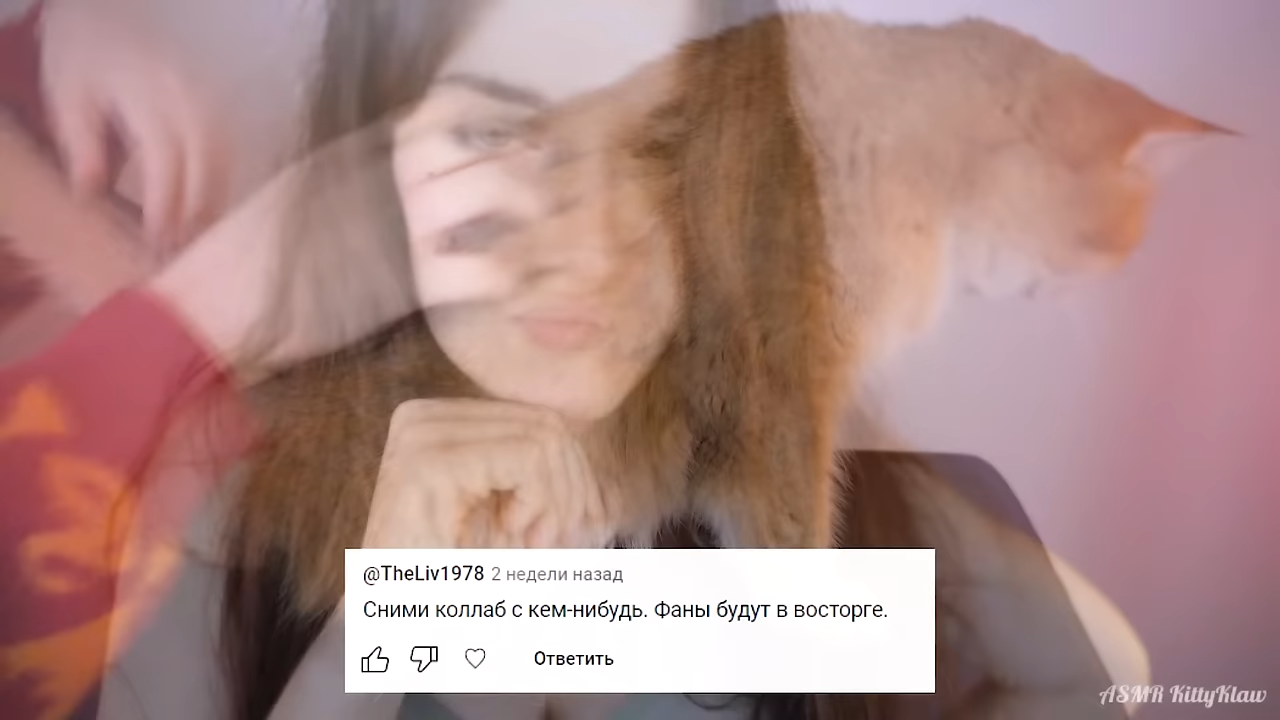 @TheLiv1978 2 недели назад
Сними коллаб с кем-нибудь. Фаны будут в восторге.
Ответить
ASMR KittyKlaw